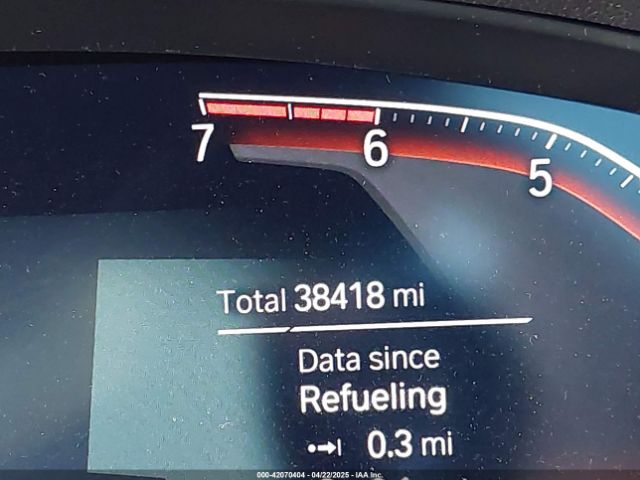 7
6
5
Total 38418 mi
Data since
Refueling
0.3 mi
000-42070404 - 04/22/2025 - IAA Inc.